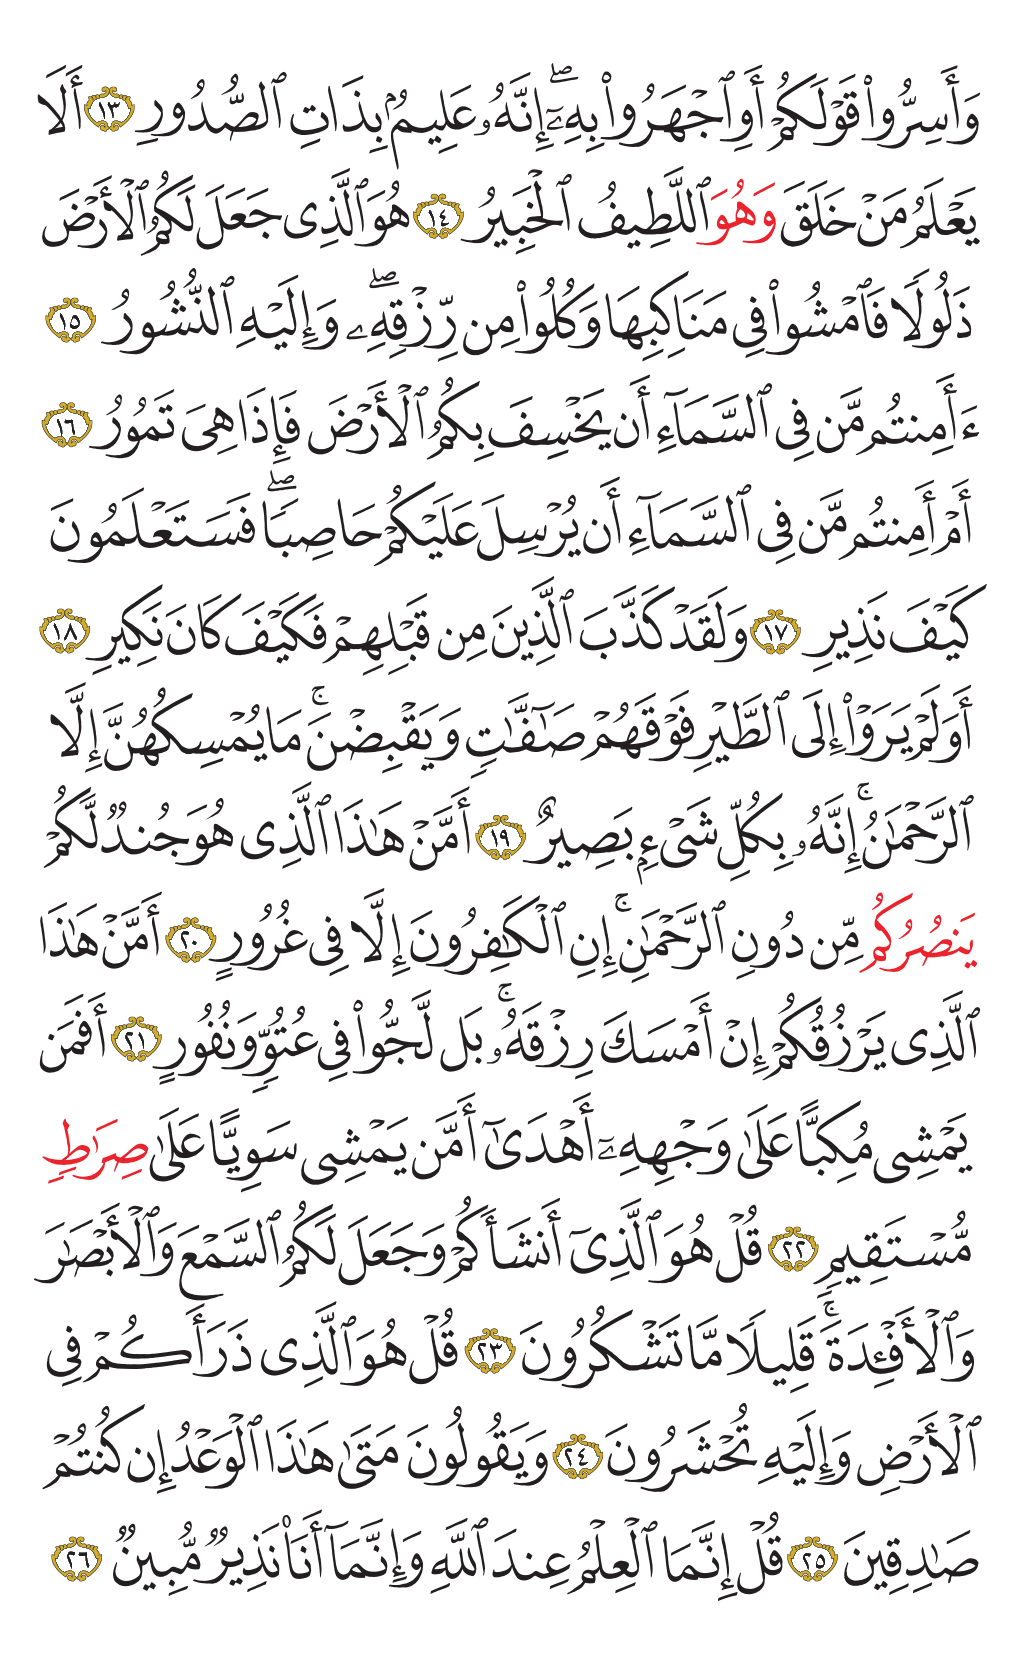 وَأَسِرُّوا۟ قَوْلَكُمْ أَوِ ٱجْهَرُوا۟ بِهِۦٓ ۖ إِنَّهُۥ عَلِيمٌۢ بِذَاتِ ٱلصُّدُورِ ١٣ أَلَا
يَعْلَمُ مَنْ خَلَقَ وَهُوَ ٱللَّطِيفُ ٱلْخَبِيرُ ١٤ هُوَ ٱلَّذِى جَعَلَ لَكُمُ ٱلْأَرْضَ
ذَلُولًا فَٱمْشُوا۟ فِى مَنَاكِبِهَا وَكُلُوا۟ مِن رِّزْقِهِۦ ۖ وَإِلَيْهِ ٱلنُّشُورُ ١٥
ءَأَمِنتُم مَّن فِى ٱلسَّمَآءِ أَن يَخْسِفَ بِكُمُ ٱلْأَرْضَ فَإِذَا هِىَ تَمُورُ ١٦
أَمْ أَمِنتُم مَّن فِى ٱلسَّمَآءِ أَن يُرْسِلَ عَلَيْكُمْ حَاصِبًا ۖ فَسَتَعْلَمُونَ
كَيْفَ نَذِيرِ ١٧ وَلَقَدْ كَذَّبَ ٱلَّذِينَ مِن قَبْلِهِمْ فَكَيْفَ كَانَ نَكِيرِ ١٨
أَوَلَمْ يَرَوْا۟ إِلَى ٱلطَّيْرِ فَوْقَهُمْ صَـٰٓفَّـٰتٍ وَيَقْبِضْنَ ۚ مَا يُمْسِكُهُنَّ إِلَّا
ٱلرَّحْمَـٰنُ ۚ إِنَّهُۥ بِكُلِّ شَىْءٍۭ بَصِيرٌ ١٩ أَمَّنْ هَـٰذَا ٱلَّذِى هُوَ جُندٌ لَّكُمْ
يَنصُرُكُم مِّن دُونِ ٱلرَّحْمَـٰنِ ۚ إِنِ ٱلْكَـٰفِرُونَ إِلَّا فِى غُرُورٍ ٢٠ أَمَّنْ هَـٰذَا
ٱلَّذِى يَرْزُقُكُمْ إِنْ أَمْسَكَ رِزْقَهُۥ ۚ بَل لَّجُّوا۟ فِى عُتُوٍّ وَنُفُورٍ ٢١ أَفَمَن
يَمْشِى مُكِبًّا عَلَىٰ وَجْهِهِۦٓ أَهْدَىٰٓ أَمَّن يَمْشِى سَوِيًّا عَلَىٰ صِرَٰطٍ
مُّسْتَقِيمٍ ٢٢ قُلْ هُوَ ٱلَّذِىٓ أَنشَأَكُمْ وَجَعَلَ لَكُمُ ٱلسَّمْعَ وَٱلْأَبْصَـٰرَ
وَٱلْأَفْـِٔدَةَ ۚ قَلِيلًا مَّا تَشْكُرُونَ ٢٣ قُلْ هُوَ ٱلَّذِى ذَرَأَكُمْ فِى
ٱلْأَرْضِ وَإِلَيْهِ تُحْشَرُونَ ٢٤ وَيَقُولُونَ مَتَىٰ هَـٰذَا ٱلْوَعْدُ إِن كُنتُمْ
صَـٰدِقِينَ ٢٥ قُلْ إِنَّمَا ٱلْعِلْمُ عِندَ ٱللَّهِ وَإِنَّمَآ أَنَا۠ نَذِيرٌ مُّبِينٌ ٢٦